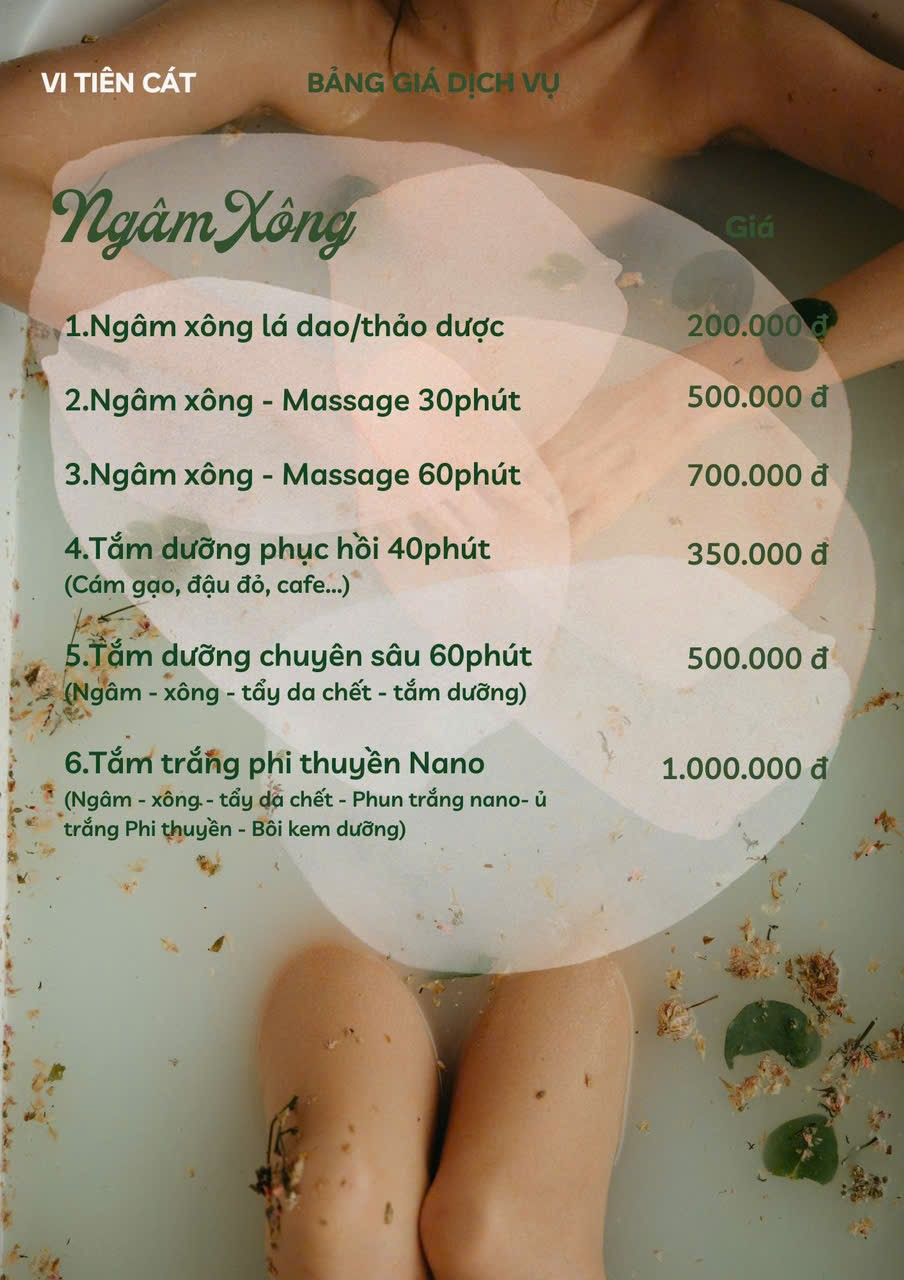 VI TIÊN CÁT BẢNG GIÁ DỊCH VỤ
Ngâm Xông Giá
1.Ngâm xông lá dao/thảo dược 200.000 đ
2.Ngâm xông - Massage 30phút 500.000 đ
3.Ngâm xông - Massage 60phút 700.000 đ
4.Tắm dưỡng phục hồi 40phút 350.000 đ
(Cám gạo, đậu đỏ, cafe...)
5.Tắm dưỡng chuyên sâu 60phút 500.000 đ
(Ngâm - xông - tẩy da chết - tắm dưỡng)
6.Tắm trắng phi thuyền Nano 1.000.000 đ
(Ngâm - xông - tẩy da chết - Phun trắng nano- ủ
trắng Phi thuyền - Bôi kem dưỡng)